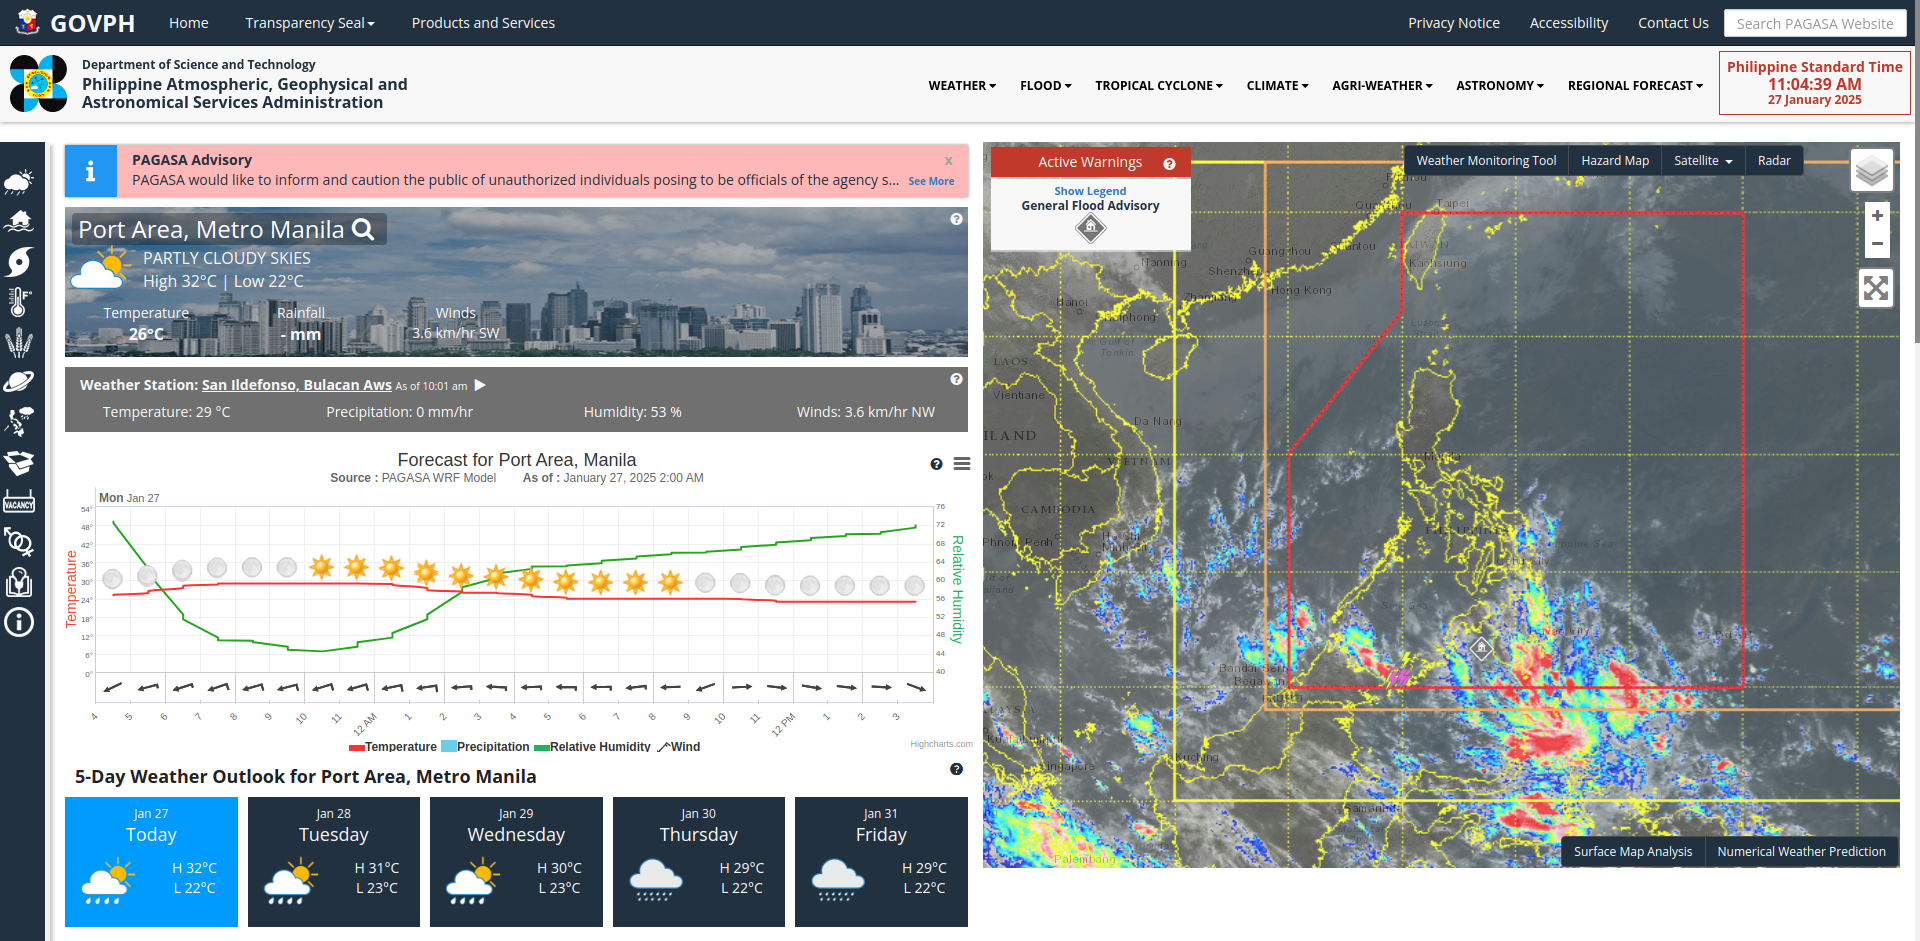 GOVPH
Home
Transparency Seal
Products and Services
Privacy Notice
Accessibility
Contact Us
Search PAGASA Website
Department of Science and Technology
Philippine Atmospheric, Geophysical and
Astronomical Services Administration
WEATHER
FLOOD
TROPICAL CYCLONE
CLIMATE
AGRI-WEATHER
ASTRONOMY
REGIONAL FORECAST
Philippine Standard Time
11:04:39 AM
27 January 2025
VACANCY
PAGASA Advisory
x
PAGASA would like to inform and caution the public of unauthorized individuals posing to be officials of the agency s... See More
Port Area, Metro Manila
PARTLY CLOUDY SKIES
High 32°C | Low 22°C
Temperature
26°C
Rainfall
- mm
Winds
3.6 km/hr SW
Weather Station: San Ildefonso, Bulacan Aws As of 10:01 am
Temperature: 29 °C
Precipitation: 0 mm/hr
Humidity: 53 %
Winds: 3.6 km/hr NW
Forecast for Port Area, Manila
Source : PAGASA WRF Model As of : January 27, 2025 2:00 AM
Mon Jan 27
Temperature
54°
48°
42°
36°
30°
24°
18°
12°
6°
0°
76
72
68
64
60
56
52
48
44
40
Relative Humidity
4 5 6 7 8 9 10 11 12 AM 1 2 3 4 5 6 7 8 9 10 11 12 PM 1 2 3
Temperature Precipitation Relative Humidity Wind
Highcharts.com
5-Day Weather Outlook for Port Area, Metro Manila
Jan 27
Today
H 32°C
L 22°C
Jan 28
Tuesday
H 31°C
L 23°C
Jan 29
Wednesday
H 30°C
L 23°C
Jan 30
Thursday
H 29°C
L 22°C
Jan 31
Friday
H 29°C
L 22°C
Active Warnings
Show Legend
General Flood Advisory
Weather Monitoring Tool
Hazard Map
Satellite
Radar
+
−
Taipei
Guangzhou
Shenzhen
Hong Kong
Kaohsiung
Nanning
Hanoi
Haiphong
Gulf of
Tonkin
LAOS
Vientiane
Da Nang
ILAND
VIETNAM
CAMBODIA
Phnom Penh
Manila
Bandar Seri
Begawan
Kuching
Singapore
Samarinda
Palembang
Surface Map Analysis
Numerical Weather Prediction